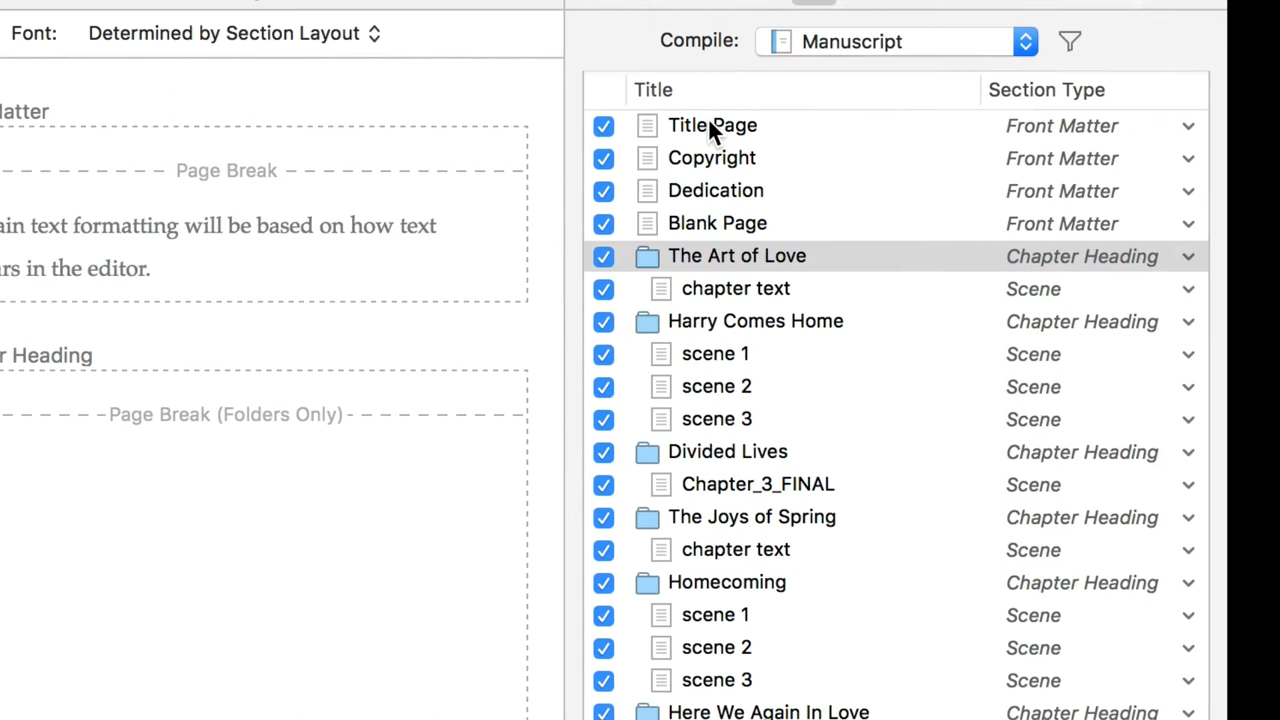 Font: Determined by Section Layout
Matter
Page Break
ain text formatting will be based on how text
rs in the editor.
r Heading
Page Break (Folders Only)
Compile: Manuscript
Title Section Type
Title Page Front Matter
Copyright Front Matter
Dedication Front Matter
Blank Page Front Matter
The Art of Love Chapter Heading
chapter text Scene
Harry Comes Home Chapter Heading
scene 1 Scene
scene 2 Scene
scene 3 Scene
Divided Lives Chapter Heading
Chapter_3_FINAL Scene
The Joys of Spring Chapter Heading
chapter text Scene
Homecoming Chapter Heading
scene 1 Scene
scene 2 Scene
scene 3 Scene
Here We Again In Love Chapter Heading